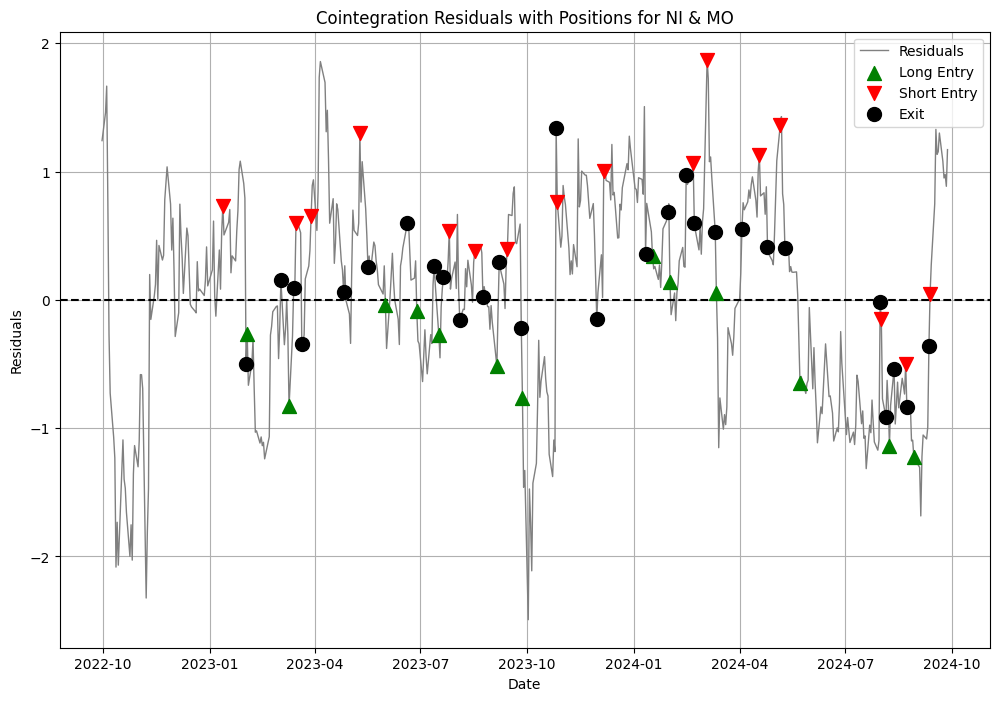 Cointegration Residuals with Positions for NI & MO
Residuals
Long Entry
Short Entry
Exit
2
1
0
−1
−2
Residuals
2022-10
2023-01
2023-04
2023-07
2023-10
2024-01
2024-04
2024-07
2024-10
Date